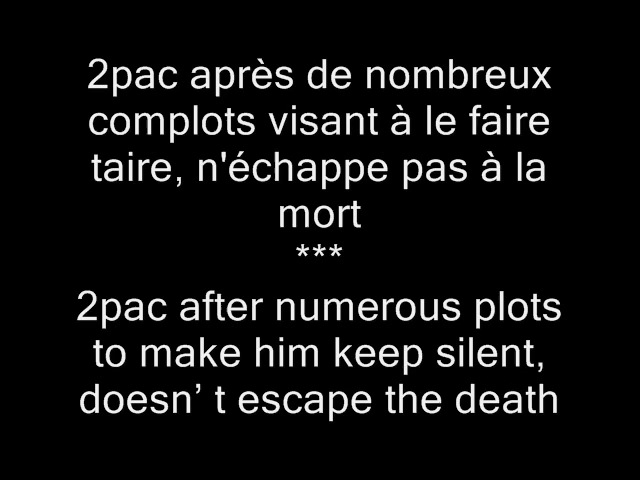 2pac après de nombreux
complots visant à le faire
taire, n'échappe pas à la
mort
***
2pac after numerous plots
to make him keep silent,
doesn’ t escape the death